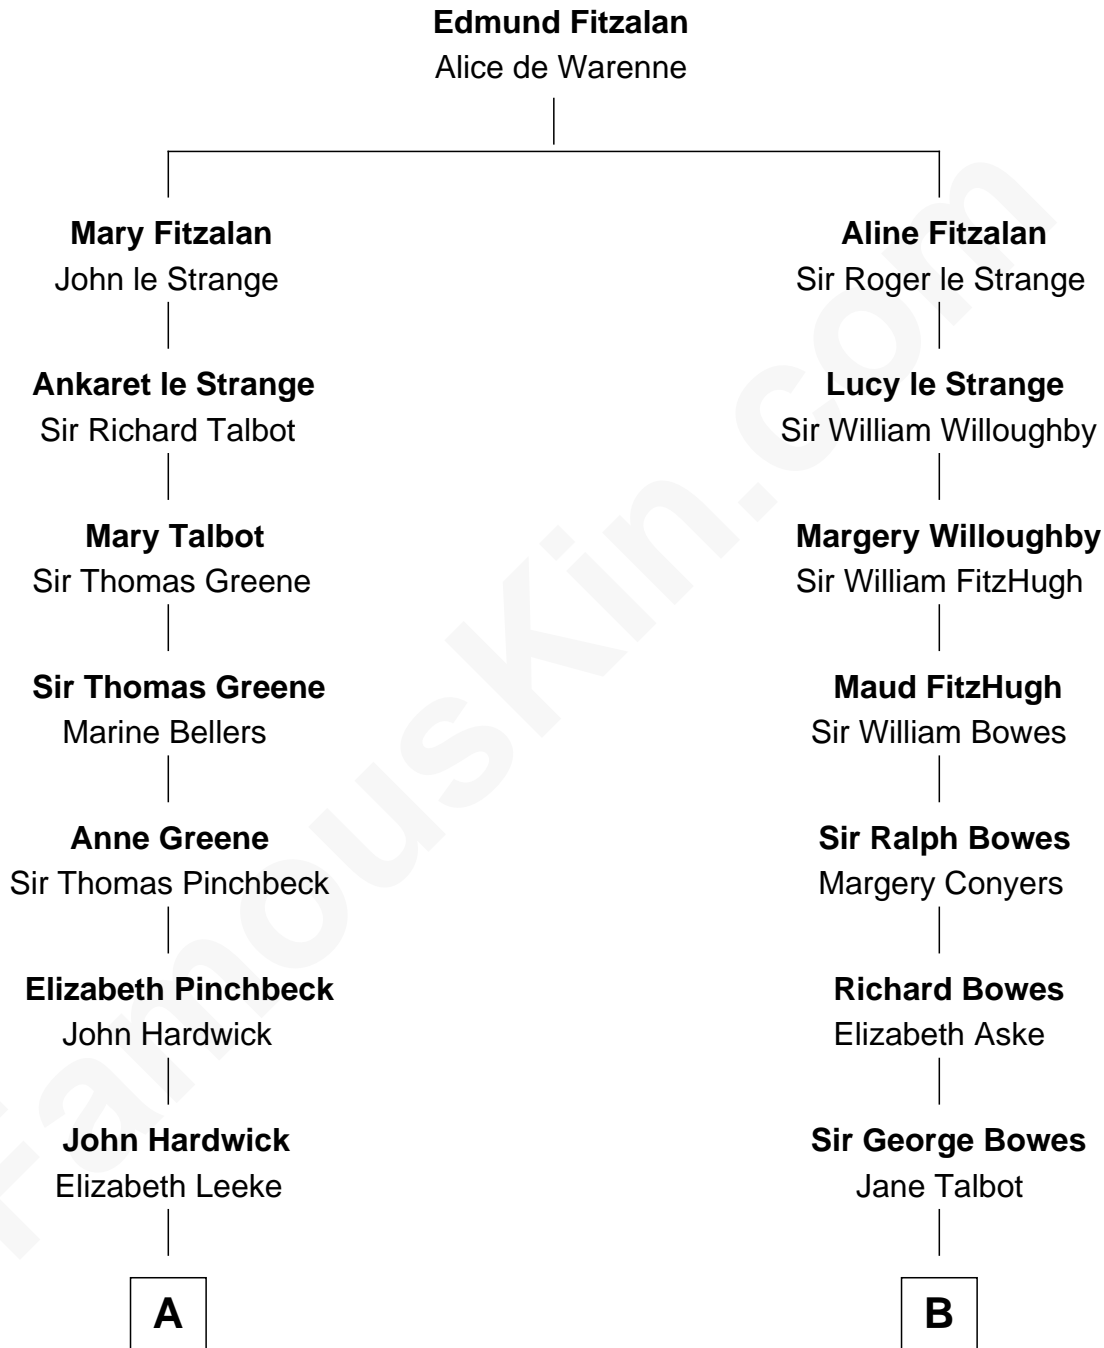 Edmund Fitzalan
Alice de Warenne
Mary Fitzalan
John le Strange
Aline Fitzalan
Sir Roger le Strange
Ankaret le Strange
Sir Richard Talbot
Lucy le Strange
Sir William Willoughby
Mary Talbot
Sir Thomas Greene
Margery Willoughby
Sir William FitzHugh
Sir Thomas Greene
Marine Bellers
Maud FitzHugh
Sir William Bowes
Anne Greene
Sir Thomas Pinchbeck
Sir Ralph Bowes
Margery Conyers
Elizabeth Pinchbeck
John Hardwick
Richard Bowes
Elizabeth Aske
John Hardwick
Elizabeth Leeke
Sir George Bowes
Jane Talbot
A
B
FamousKin.com